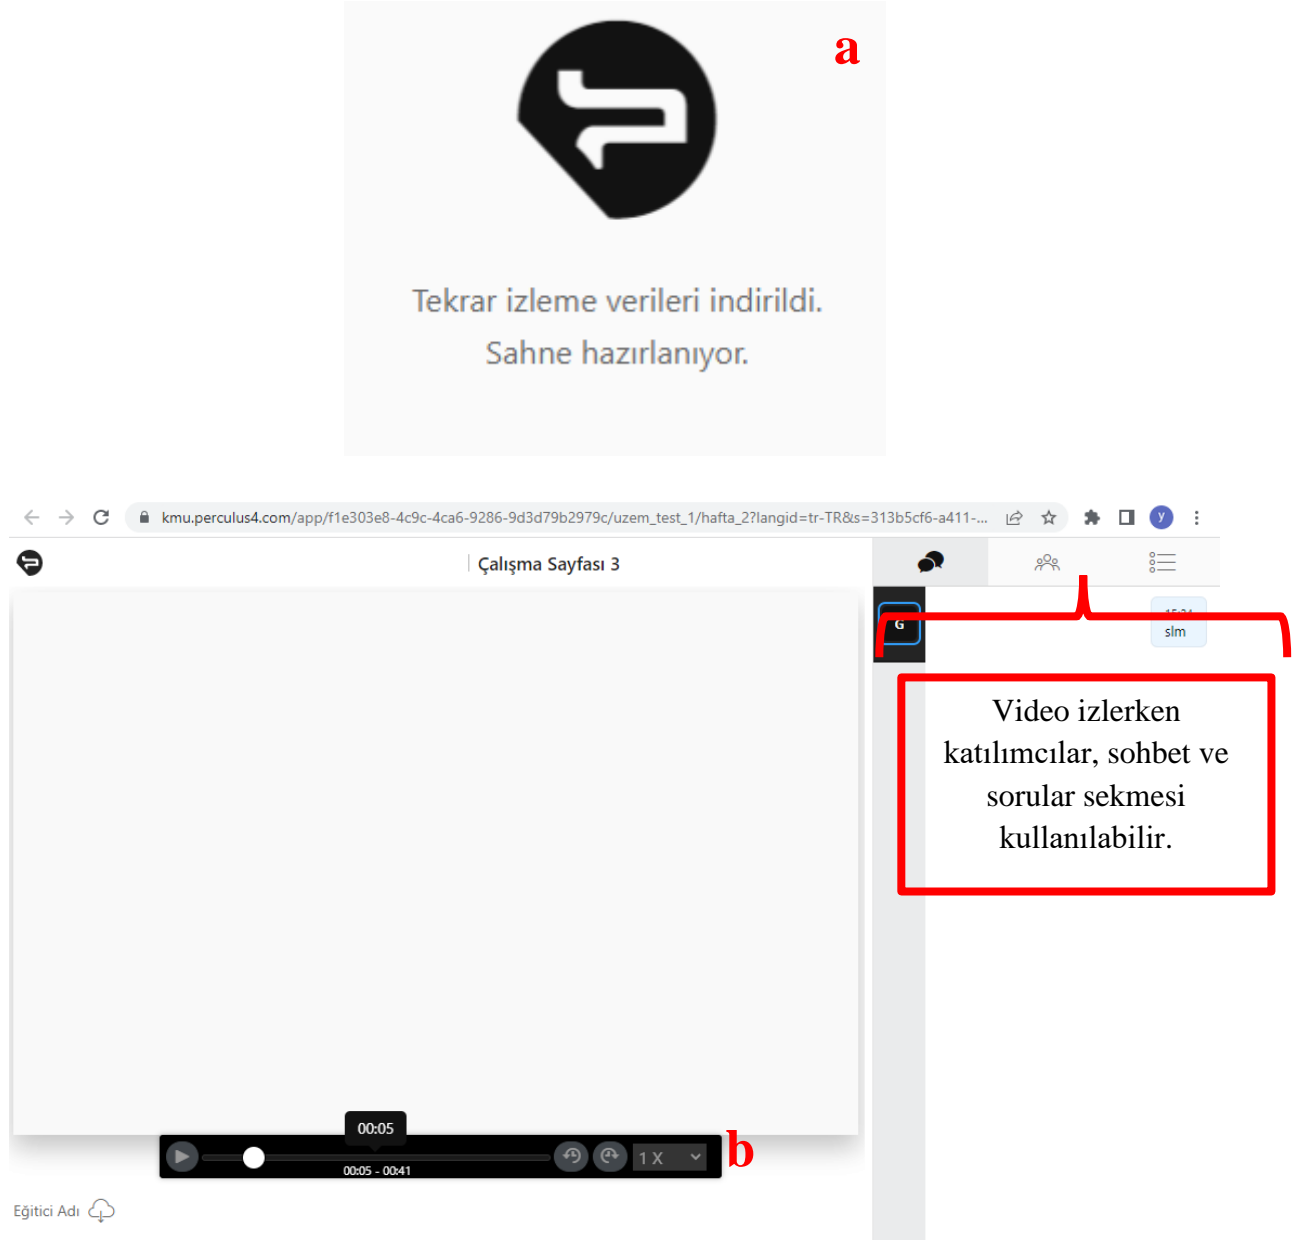 a
Tekrar izleme verileri indirildi.
Sahne hazırlanıyor.
kmu.perculus4.com/app/f1e303e8-4c9c-4ca6-9286-9d3d79b2979c/uzem_test_1/hafta_2?langid=tr-TR&s=313b5cf6-a411-...
y
Çalışma Sayfası 3
G
15:34
slm
Video izlerken
katılımcılar, sohbet ve
sorular sekmesi
kullanılabilir.
00:05
00:05 - 00:41
1 X
b
Eğitici Adı